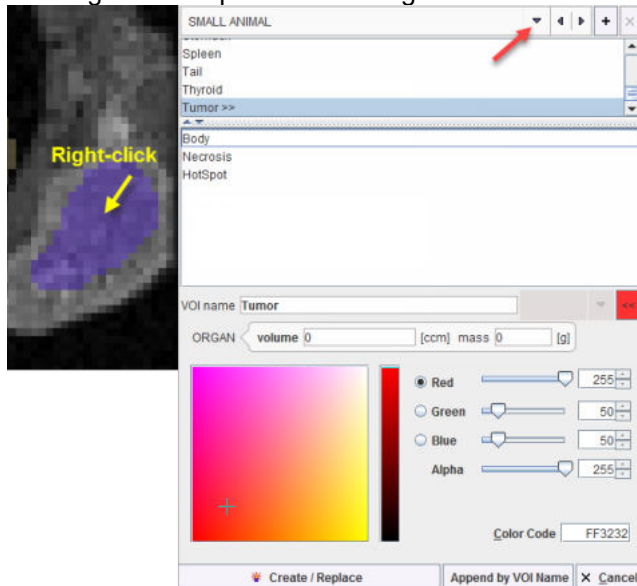 SMALL ANIMAL
Spleen
Tail
Thyroid
Tumor >>
Body
Necrosis
HotSpot
Right-click
VOI name Tumor <<
ORGAN volume 0 [ccm] mass 0 [g]
Red 255
Green 50
Blue 50
Alpha 255
Color Code FF3232
Create / Replace Append by VOI Name Cancel